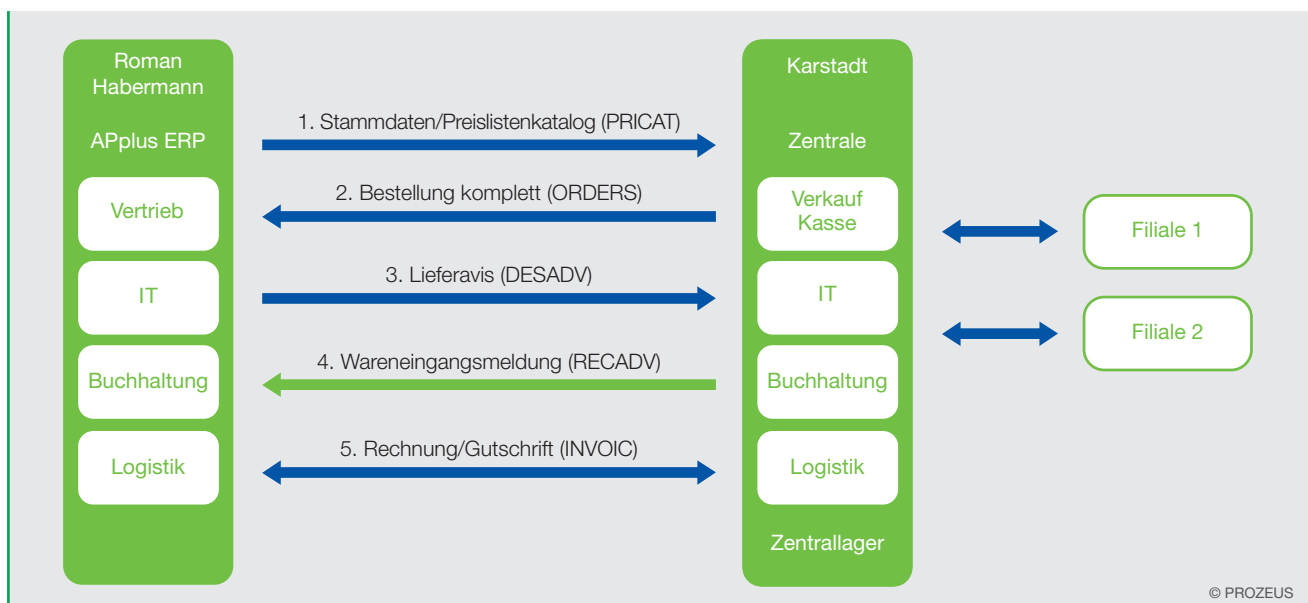 Roman
Habermann
APplus ERP
Vertrieb
IT
Buchhaltung
Logistik
1. Stammdaten/Preislistenkatalog (PRICAT)
2. Bestellung komplett (ORDERS)
3. Lieferavis (DESADV)
4. Wareneingangsmeldung (RECADV)
5. Rechnung/Gutschrift (INVOIC)
Karstadt
Zentrale
Verkauf
Kasse
IT
Buchhaltung
Logistik
Zentrallager
Filiale 1
Filiale 2
© PROZEUS